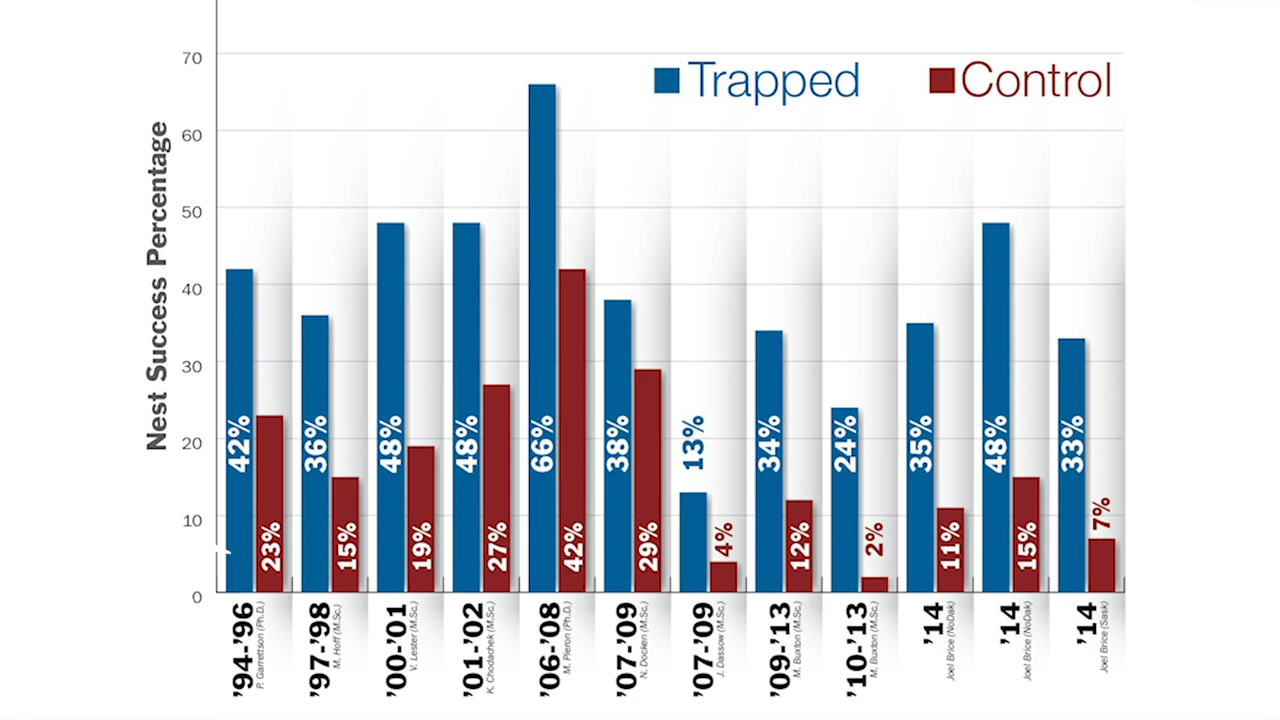 Trapped
Control
Nest Success Percentage
70
60
50
40
30
20
10
0
42%
23%
36%
15%
48%
19%
48%
27%
66%
42%
38%
29%
13%
4%
34%
12%
24%
2%
35%
11%
48%
15%
33%
7%
’94-’96
P. Garrettson (Ph.D.)
’97-’98
M. Hoff (M.Sc.)
’00-’01
V. Lester (M.Sc.)
’01-’02
K. Chodachek (M.Sc.)
’06-’08
M. Pieron (Ph.D.)
’07-’09
N. Docken (M.Sc.)
’07-’09
J. Dassow (M.Sc.)
’09-’13
M. Buxton (M.Sc.)
’10-’13
M. Buxton (M.Sc.)
’14
Joel Brice (NoDak)
’14
Joel Brice (NoDak)
’14
Joel Brice (Sask)